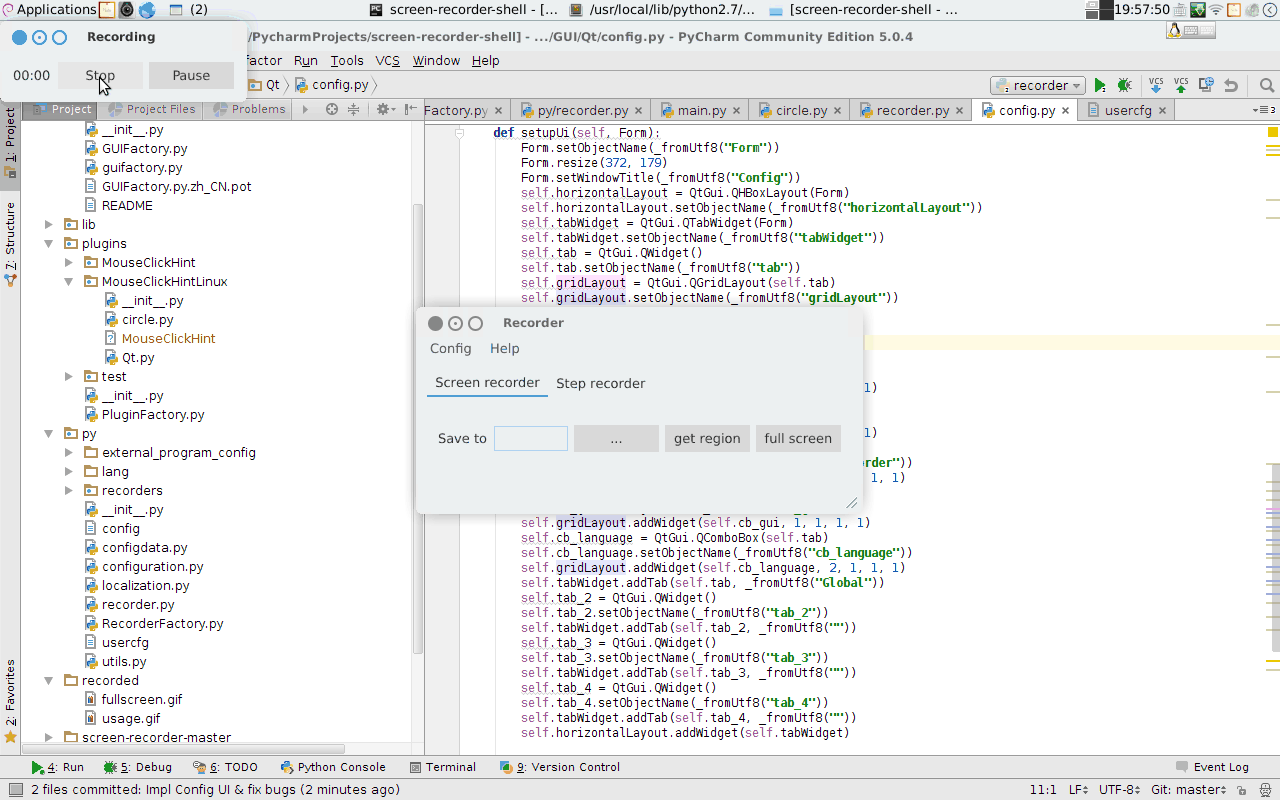 Applications (2) screen-recorder-shell - [... /usr/local/lib/python2.7/... [screen-recorder-shell - ... 19:57:50
Recording
/PycharmProjects/screen-recorder-shell] - .../GUI/Qt/config.py - PyCharm Community Edition 5.0.4
factor Run Tools VCS Window Help
00:00 Stop Pause
Qt config.py recorder VCS VCS
Project Project Files Problems
Factory.py py/recorder.py main.py circle.py recorder.py config.py usercfg 3
1: Project
7: Structure
2: Favorites
__init__.py
GUIFactory.py
guifactory.py
GUIFactory.py.zh_CN.pot
README
lib
plugins
MouseClickHint
MouseClickHintLinux
__init__.py
circle.py
MouseClickHint
Qt.py
test
__init__.py
PluginFactory.py
py
external_program_config
lang
recorders
__init__.py
config
configdata.py
configuration.py
localization.py
recorder.py
RecorderFactory.py
usercfg
utils.py
recorded
fullscreen.gif
usage.gif
screen-recorder-master
def setupUi(self, Form):
Form.setObjectName(_fromUtf8("Form"))
Form.resize(372, 179)
Form.setWindowTitle(_fromUtf8("Config"))
self.horizontalLayout = QtGui.QHBoxLayout(Form)
self.horizontalLayout.setObjectName(_fromUtf8("horizontalLayout"))
self.tabWidget = QtGui.QTabWidget(Form)
self.tabWidget.setObjectName(_fromUtf8("tabWidget"))
self.tab = QtGui.QWidget()
self.tab.setObjectName(_fromUtf8("tab"))
self.gridLayout = QtGui.QGridLayout(self.tab)
self.gridLayout.setObjectName(_fromUtf8("gridLayout"))
Recorder
Config Help
Screen recorder Step recorder
Save to ... get region full screen
1)
1)
rder"))
1, 1)
self.gridLayout.addWidget(self.cb_gui, 1, 1, 1, 1)
self.cb_language = QtGui.QComboBox(self.tab)
self.cb_language.setObjectName(_fromUtf8("cb_language"))
self.gridLayout.addWidget(self.cb_language, 2, 1, 1, 1)
self.tabWidget.addTab(self.tab, _fromUtf8("Global"))
self.tab_2 = QtGui.QWidget()
self.tab_2.setObjectName(_fromUtf8("tab_2"))
self.tabWidget.addTab(self.tab_2, _fromUtf8(""))
self.tab_3 = QtGui.QWidget()
self.tab_3.setObjectName(_fromUtf8("tab_3"))
self.tabWidget.addTab(self.tab_3, _fromUtf8(""))
self.tab_4 = QtGui.QWidget()
self.tab_4.setObjectName(_fromUtf8("tab_4"))
self.tabWidget.addTab(self.tab_4, _fromUtf8(""))
self.horizontalLayout.addWidget(self.tabWidget)
4: Run 5: Debug 6: TODO Python Console Terminal 9: Version Control Event Log
2 files committed: Impl Config UI & fix bugs (2 minutes ago) 11:1 LF UTF-8 Git: master